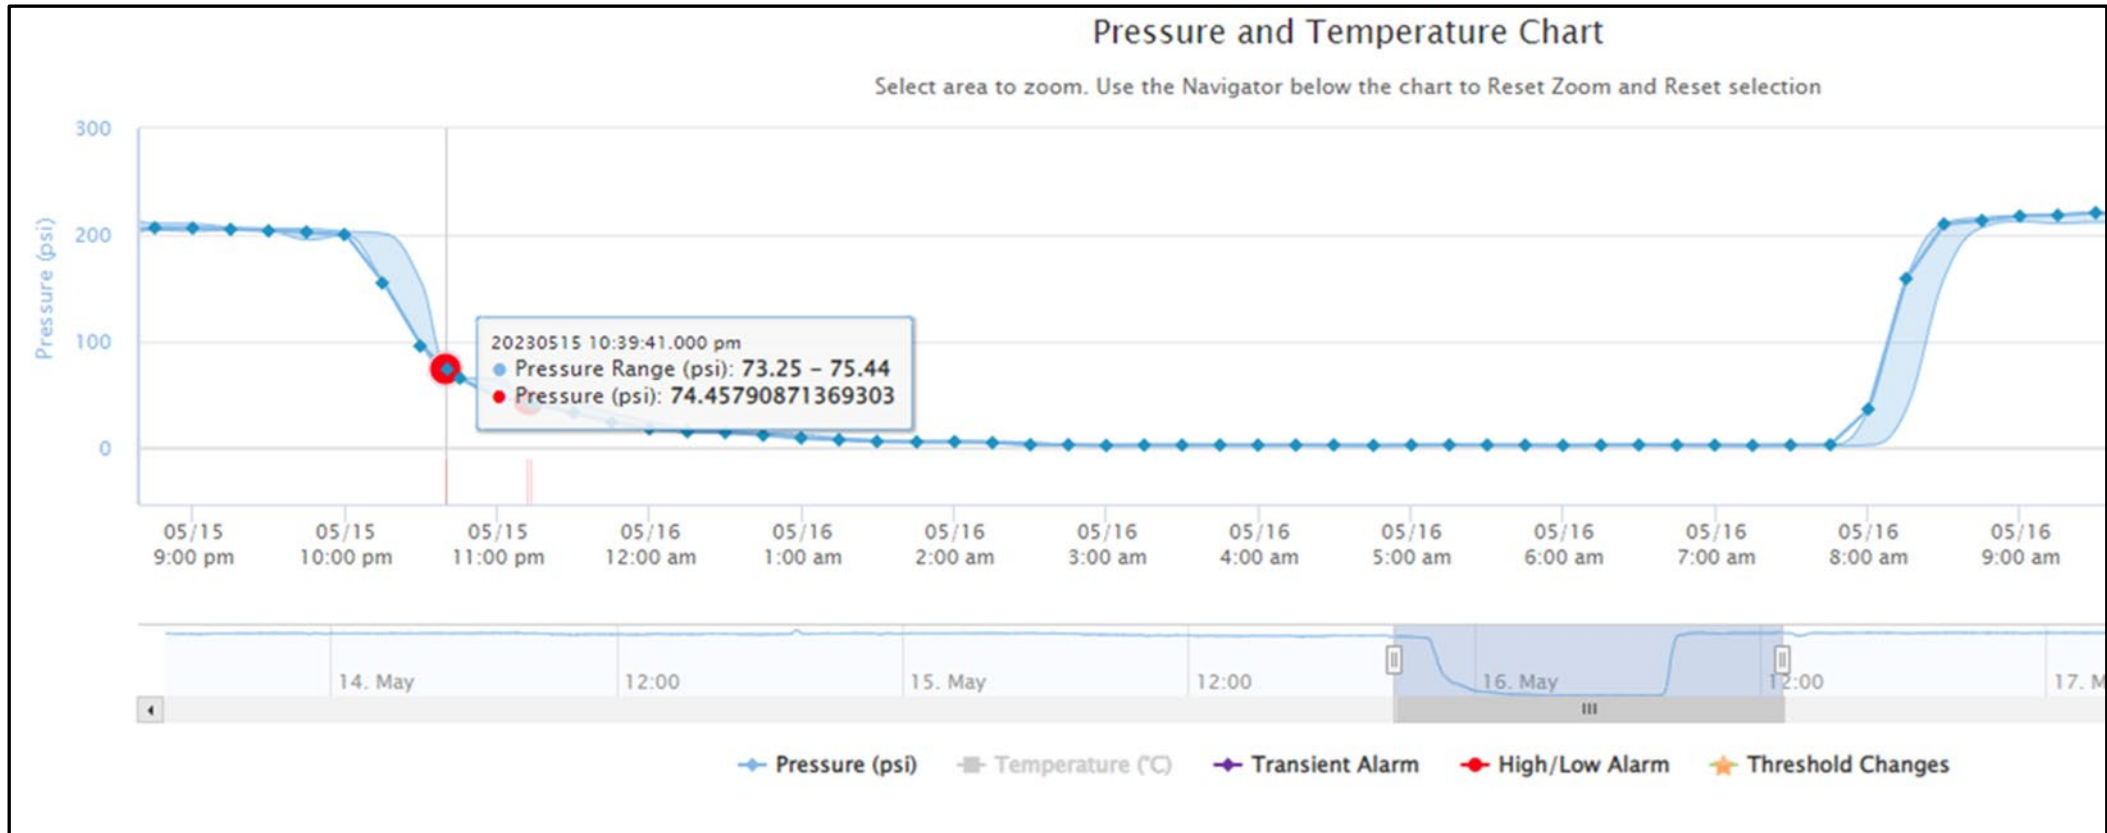 Pressure and Temperature Chart
Select area to zoom. Use the Navigator below the chart to Reset Zoom and Reset selection
300
200
100
0
Pressure (psi)
20230515 10:39:41.000 pm
Pressure Range (psi): 73.25 – 75.44
Pressure (psi): 74.45790871369303
05/15 9:00 pm
05/15 10:00 pm
05/15 11:00 pm
05/16 12:00 am
05/16 1:00 am
05/16 2:00 am
05/16 3:00 am
05/16 4:00 am
05/16 5:00 am
05/16 6:00 am
05/16 7:00 am
05/16 8:00 am
05/16 9:00 am
14. May
12:00
15. May
12:00
16. May
12:00
17. M
Pressure (psi)
Temperature (°C)
Transient Alarm
High/Low Alarm
Threshold Changes